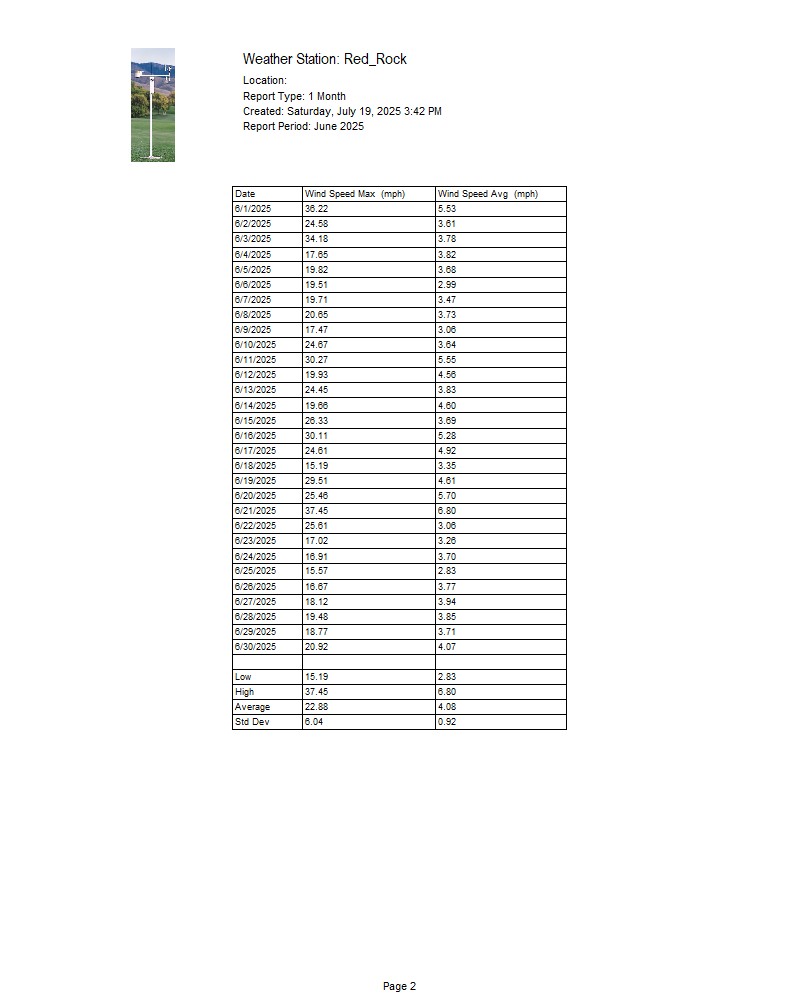 Weather Station: Red_Rock
Location:
Report Type: 1 Month
Created: Saturday, July 19, 2025 3:42 PM
Report Period: June 2025
Date Wind Speed Max (mph) Wind Speed Avg (mph)
6/1/2025 36.22 5.53
6/2/2025 24.58 3.61
6/3/2025 34.18 3.78
6/4/2025 17.65 3.82
6/5/2025 19.82 3.68
6/6/2025 19.51 2.99
6/7/2025 19.71 3.47
6/8/2025 20.65 3.73
6/9/2025 17.47 3.06
6/10/2025 24.67 3.64
6/11/2025 30.27 5.55
6/12/2025 19.93 4.56
6/13/2025 24.45 3.83
6/14/2025 19.66 4.60
6/15/2025 26.33 3.69
6/16/2025 30.11 5.28
6/17/2025 24.61 4.92
6/18/2025 15.19 3.35
6/19/2025 29.51 4.61
6/20/2025 25.46 5.70
6/21/2025 37.45 6.80
6/22/2025 25.61 3.06
6/23/2025 17.02 3.26
6/24/2025 16.91 3.70
6/25/2025 15.57 2.83
6/26/2025 16.67 3.77
6/27/2025 18.12 3.94
6/28/2025 19.48 3.85
6/29/2025 18.77 3.71
6/30/2025 20.92 4.07
Low 15.19 2.83
High 37.45 6.80
Average 22.88 4.08
Std Dev 6.04 0.92
Page 2